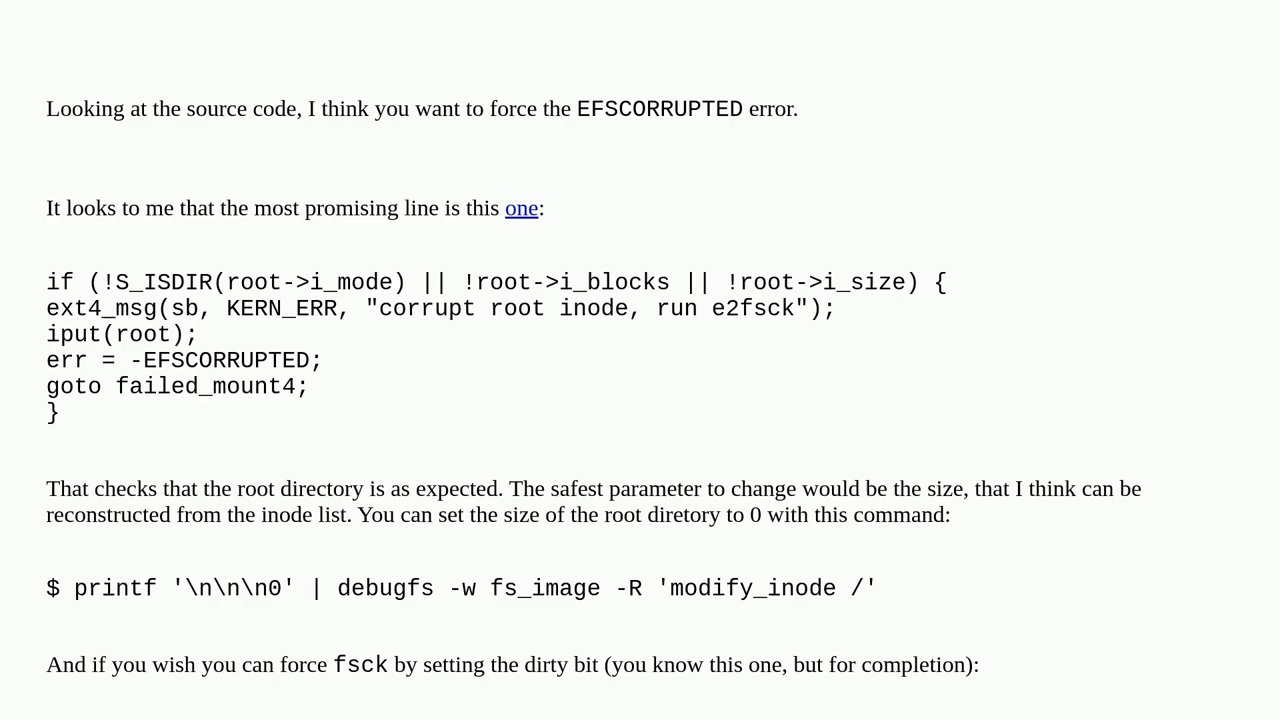 Looking at the source code, I think you want to force the EFSCORRUPTED error.
It looks to me that the most promising line is this one:
if (!S_ISDIR(root->i_mode) || !root->i_blocks || !root->i_size) {
ext4_msg(sb, KERN_ERR, "corrupt root inode, run e2fsck");
iput(root);
err = -EFSCORRUPTED;
goto failed_mount4;
}
That checks that the root directory is as expected. The safest parameter to change would be the size, that I think can be
reconstructed from the inode list. You can set the size of the root diretory to 0 with this command:
$ printf '\n\n\n0' | debugfs -w fs_image -R 'modify_inode /'
And if you wish you can force fsck by setting the dirty bit (you know this one, but for completion):